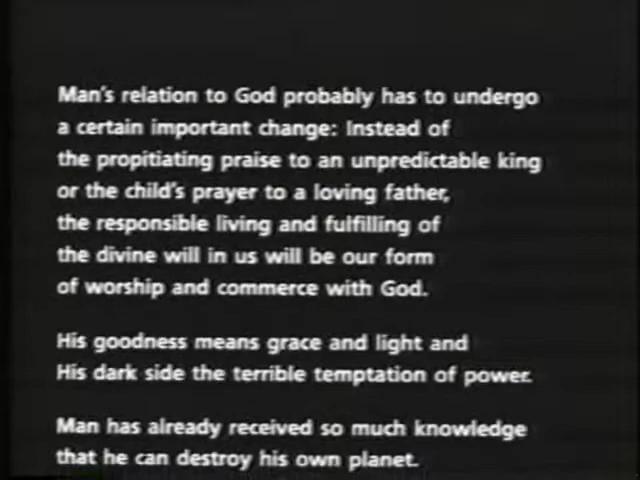 Man's relation to God probably has to undergo
a certain important change: Instead of
the propitiating praise to an unpredictable king
or the child's prayer to a loving father,
the responsible living and fulfilling of
the divine will in us will be our form
of worship and commerce with God.
His goodness means grace and light and
His dark side the terrible temptation of power.
Man has already received so much knowledge
that he can destroy his own planet.